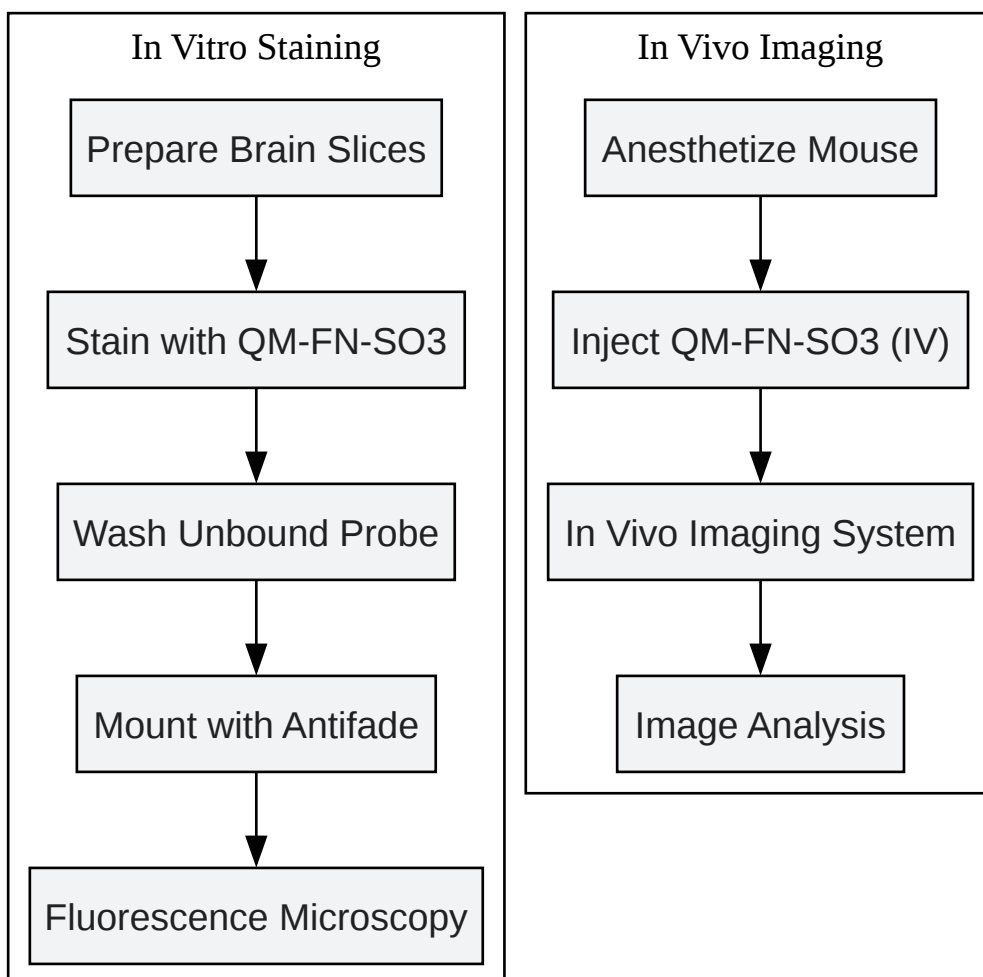 In Vitro Staining
Prepare Brain Slices
Stain with QM-FN-SO3
Wash Unbound Probe
Mount with Antifade
Fluorescence Microscopy
In Vivo Imaging
Anesthetize Mouse
Inject QM-FN-SO3 (IV)
In Vivo Imaging System
Image Analysis